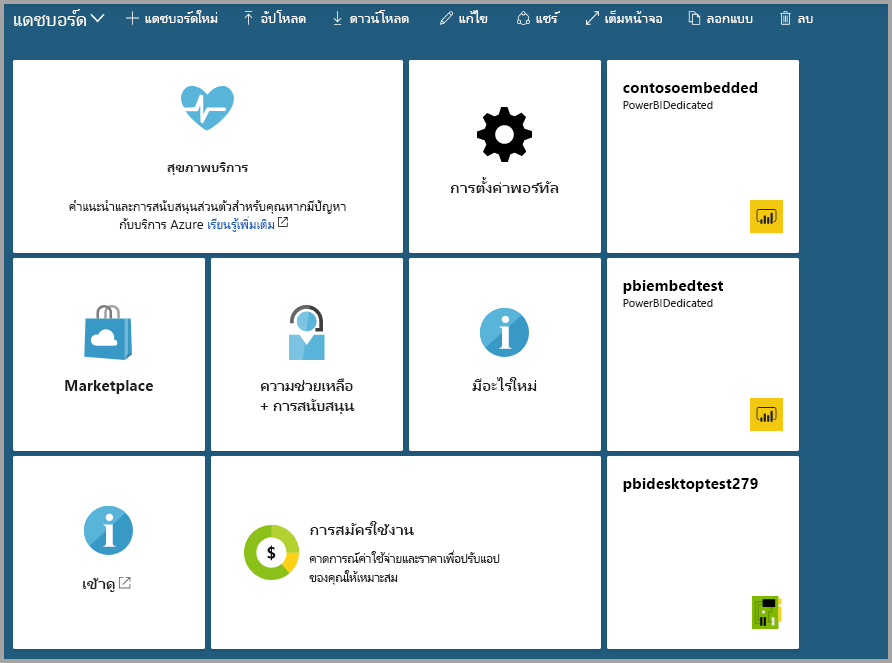 แดชบอร์ด
แดชบอร์ดใหม่
อัปโหลด
ดาวน์โหลด
แก้ไข
แชร์
เต็มหน้าจอ
ลอกแบบ
ลบ
สุขภาพบริการ
คำแนะนำและการสนับสนุนส่วนตัวสำหรับคุณหากมีปัญหา
กับบริการ Azure เรียนรู้เพิ่มเติม
การตั้งค่าพอร์ทัล
contosoembedded
PowerBIDedicated
Marketplace
ความช่วยเหลือ
+ การสนับสนุน
มีอะไรใหม่
pbiembedtest
PowerBIDedicated
เข้าดู
$
การสมัครใช้งาน
คาดการณ์ค่าใช้จ่ายและราคาเพื่อปรับแอป
ของคุณให้เหมาะสม
pbidesktoptest279